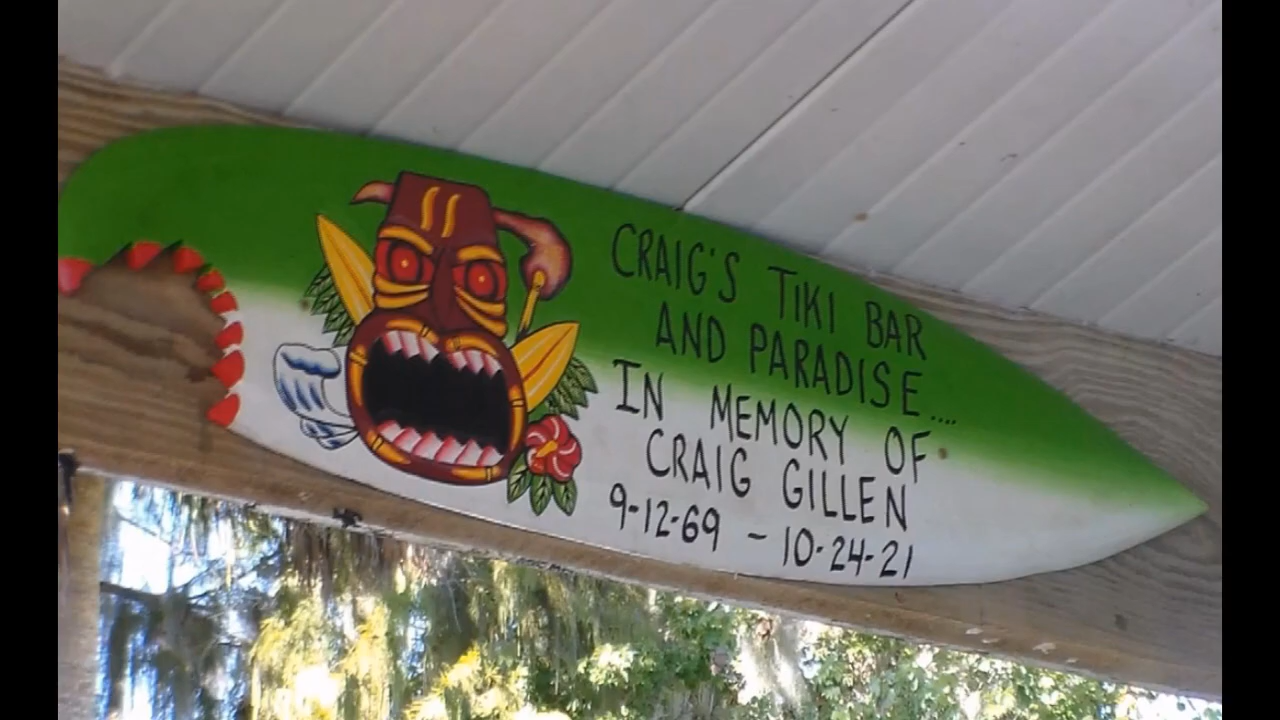 CRAIG'S TIKI BAR
AND PARADISE....
IN MEMORY OF
CRAIG GILLEN
9-12-69 - 10-24-21